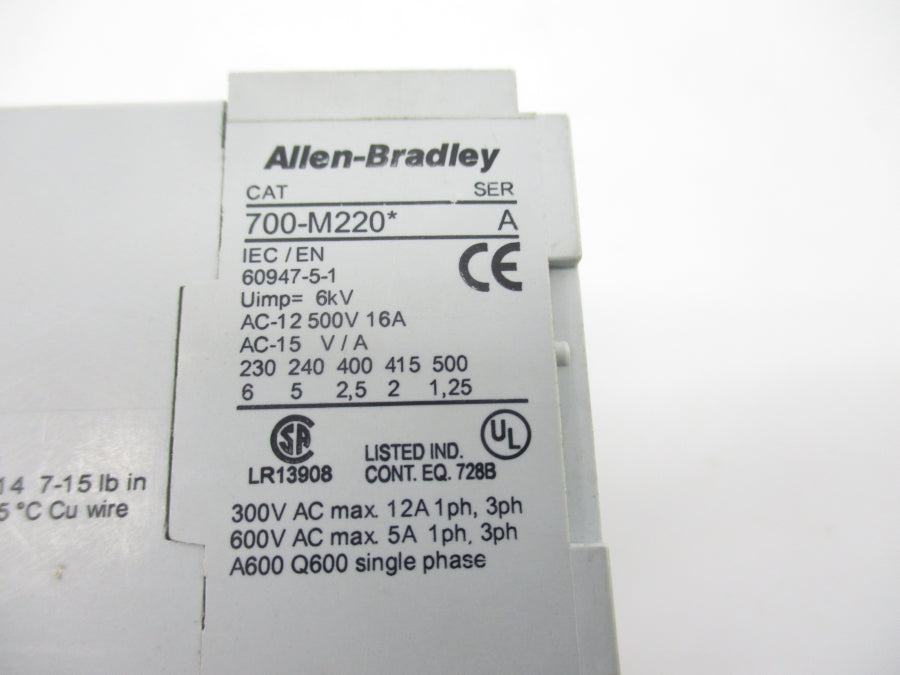 Allen-Bradley
CAT SER
700-M220* A
IEC / EN
60947-5-1
CE
Uimp= 6kV
AC-12 500V 16A
AC-15 V / A
230 240 400 415 500
6 5 2,5 2 1,25
SA
LR13908
LISTED IND.
CONT. EQ. 728B
UL
300V AC max. 12A 1ph, 3ph
600V AC max. 5A 1ph, 3ph
A600 Q600 single phase
14 7-15 lb in
5 °C Cu wire